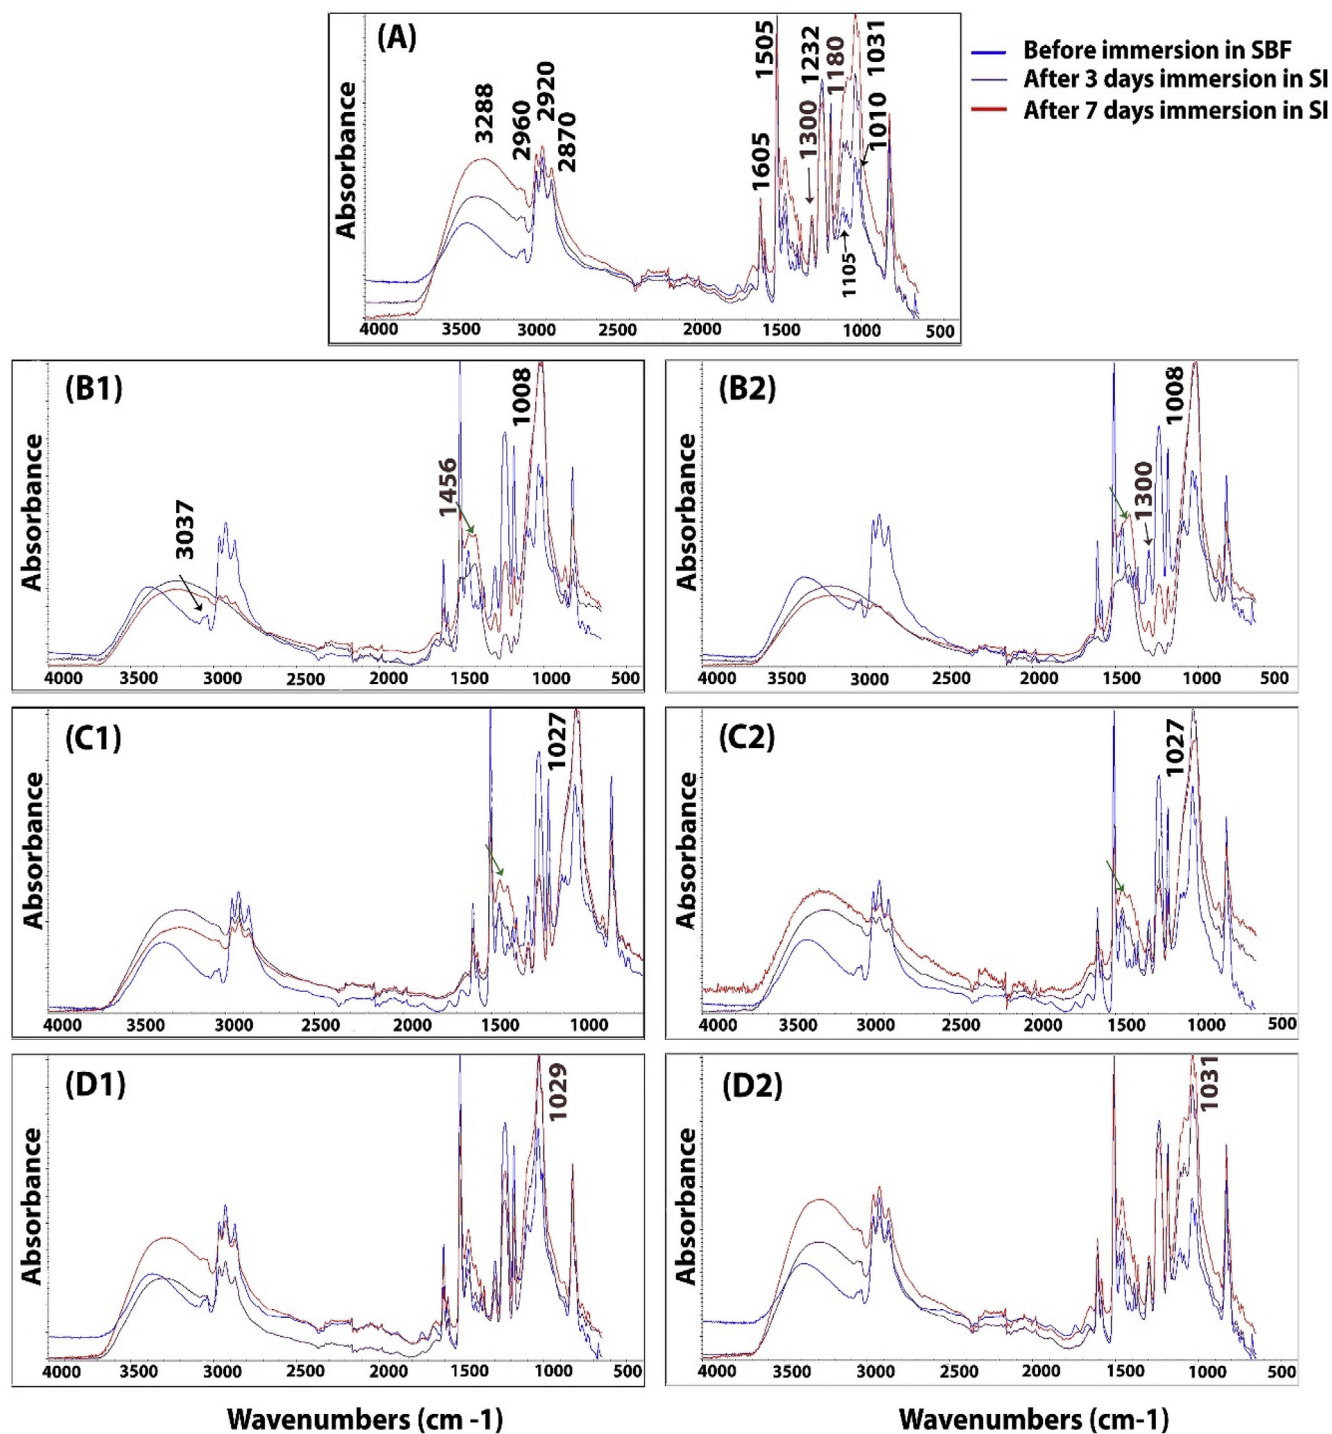 (A)
Absorbance
3288
2960
2920
2870
1605
1505
1300
1232
1180
1105
1031
1010
4000 3500 3000 2500 2000 1500 1000 500
Before immersion in SBF
After 3 days immersion in SI
After 7 days immersion in SI
(B1)
Absorbance
3037
1456
1008
4000 3500 3000 2500 2000 1500 1000 500
(B2)
Absorbance
1300
1008
4000 3500 3000 2500 2000 1500 1000 500
(C1)
Absorbance
1027
4000 3500 3000 2500 2000 1500 1000
(C2)
Absorbance
1027
4000 3500 3000 2500 2000 1500 1000 500
(D1)
Absorbance
1029
4000 3500 3000 2500 2000 1500 1000 500
(D2)
Absorbance
1031
4000 3500 3000 2500 2000 1500 1000 500
Wavenumbers (cm -1)
Wavenumbers (cm-1)